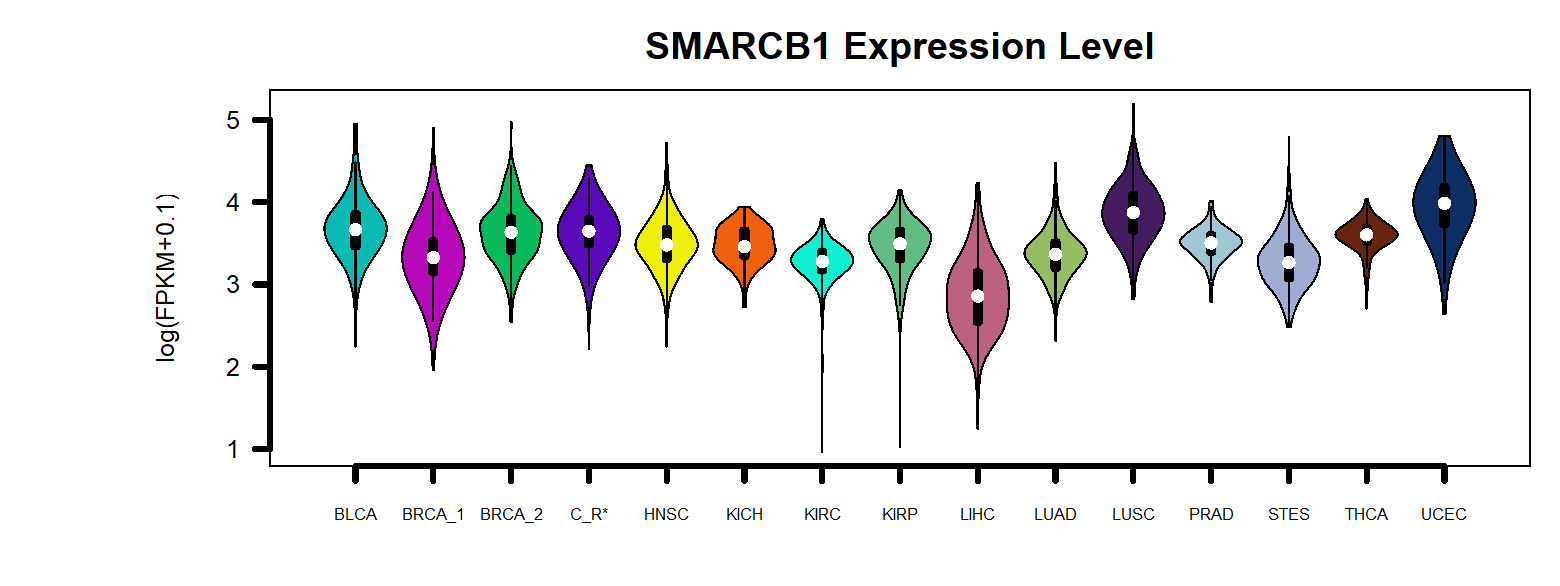 SMARCB1 Expression Level
log(FPKM+0.1)
5
4
3
2
1
BLCA BRCA_1 BRCA_2 C_R* HNSC KICH KIRC KIRP LIHC LUAD LUSC PRAD STES THCA UCEC